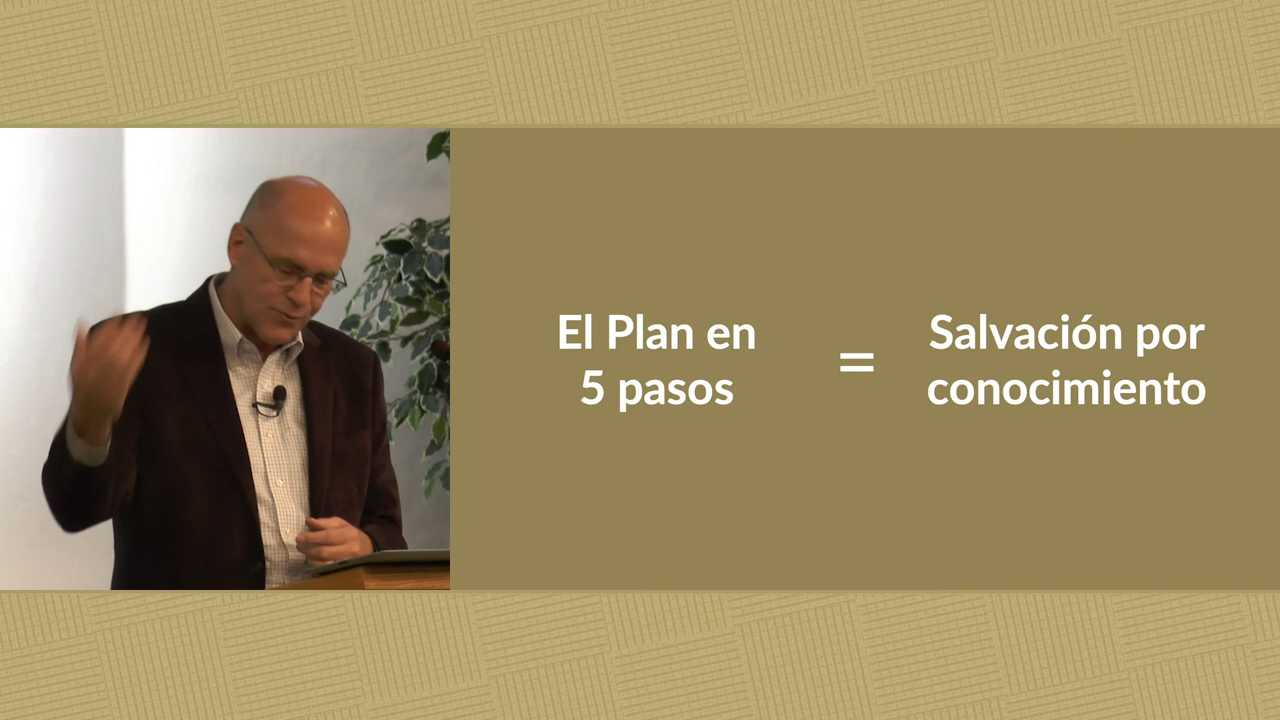 El Plan en
5 pasos
=
Salvación por
conocimiento